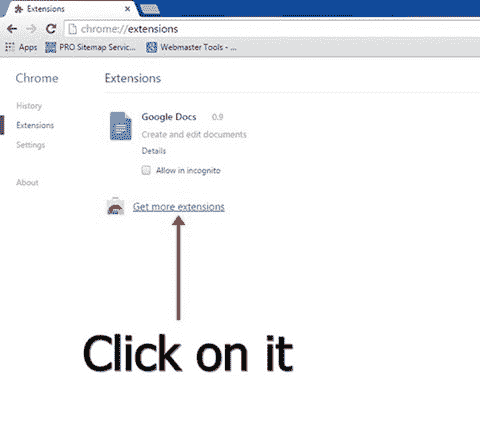 Extensions
chrome://extensions
Apps PRO Sitemap Servic... Webmaster Tools - ...
Chrome
Extensions
History
Extensions
Settings
About
Google Docs 0.9
Create and edit documents
Details
Allow in incognito
Get more extensions
Click on it